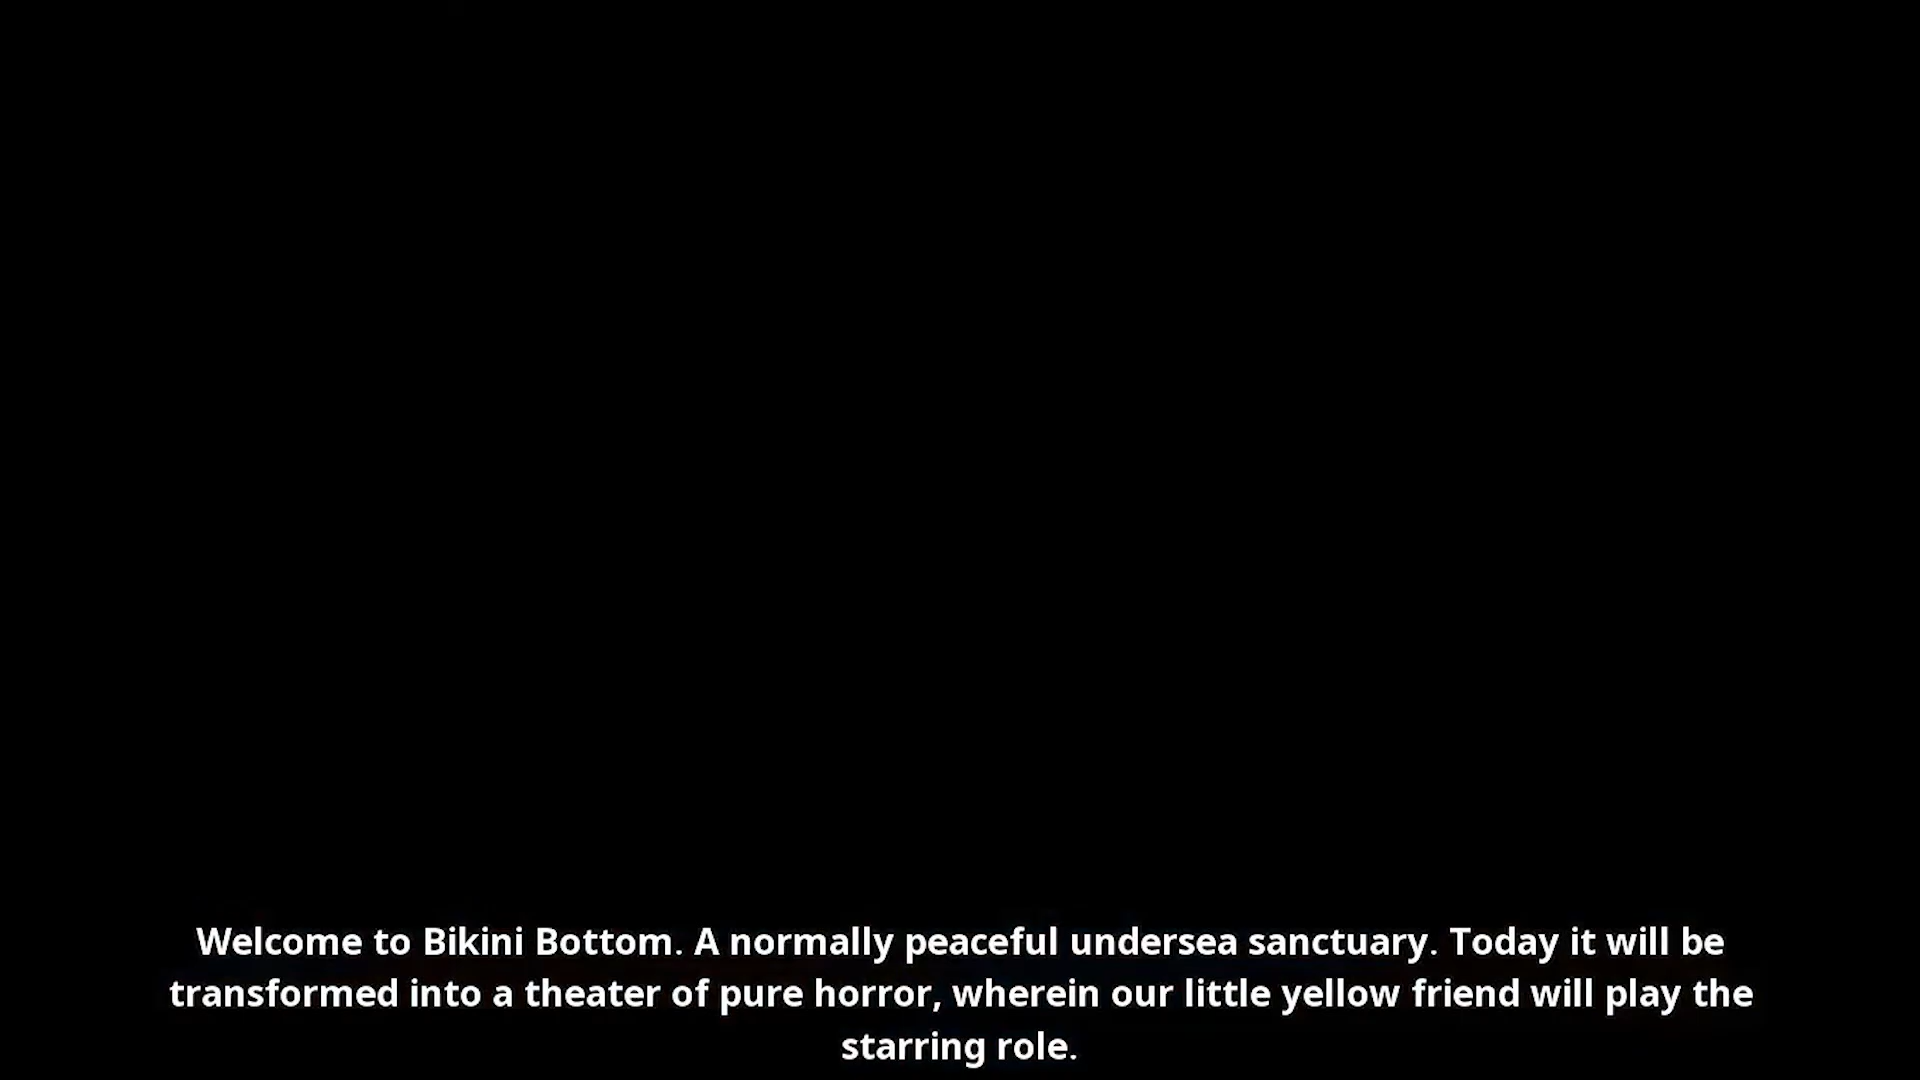 Welcome to Bikini Bottom. A normally peaceful undersea sanctuary. Today it will be
transformed into a theater of pure horror, wherein our little yellow friend will play the
starring role.